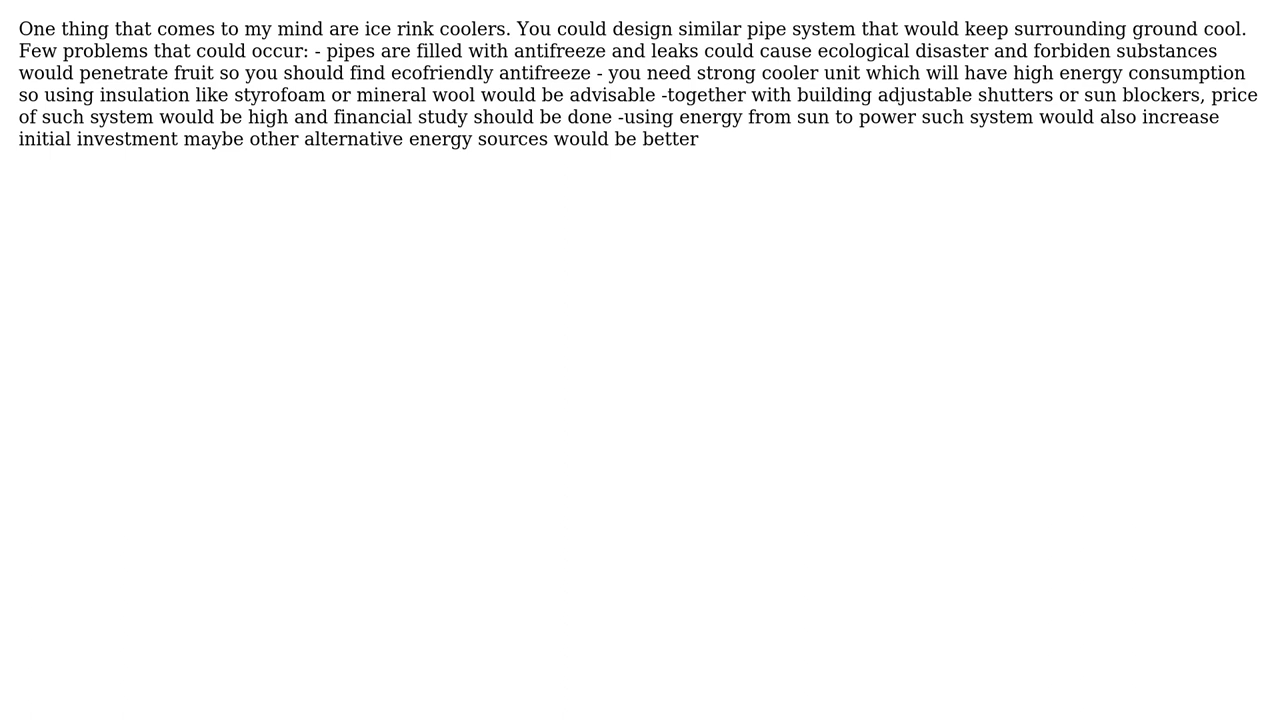 One thing that comes to my mind are ice rink coolers. You could design similar pipe system that would keep surrounding ground cool.
Few problems that could occur: - pipes are filled with antifreeze and leaks could cause ecological disaster and forbiden substances
would penetrate fruit so you should find ecofriendly antifreeze - you need strong cooler unit which will have high energy consumption
so using insulation like styrofoam or mineral wool would be advisable -together with building adjustable shutters or sun blockers, price
of such system would be high and financial study should be done -using energy from sun to power such system would also increase
initial investment maybe other alternative energy sources would be better